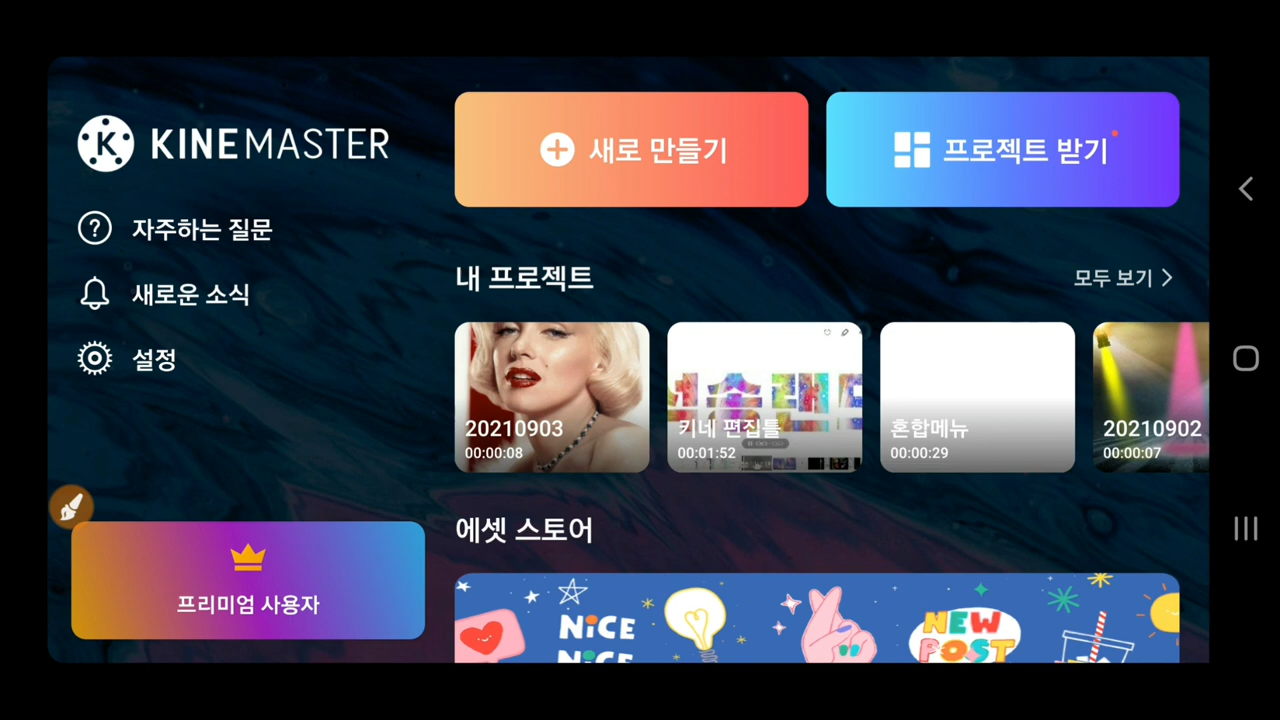 KINEMASTER
자주하는 질문
새로운 소식
설정
프리미엄 사용자
새로 만들기
프로젝트 받기
내 프로젝트
모두 보기
20210903
00:00:08
키네 편집틀
00:01:52
혼합메뉴
00:00:29
20210902
00:00:07
에셋 스토어
NiCE
NiCE
NEW
POST